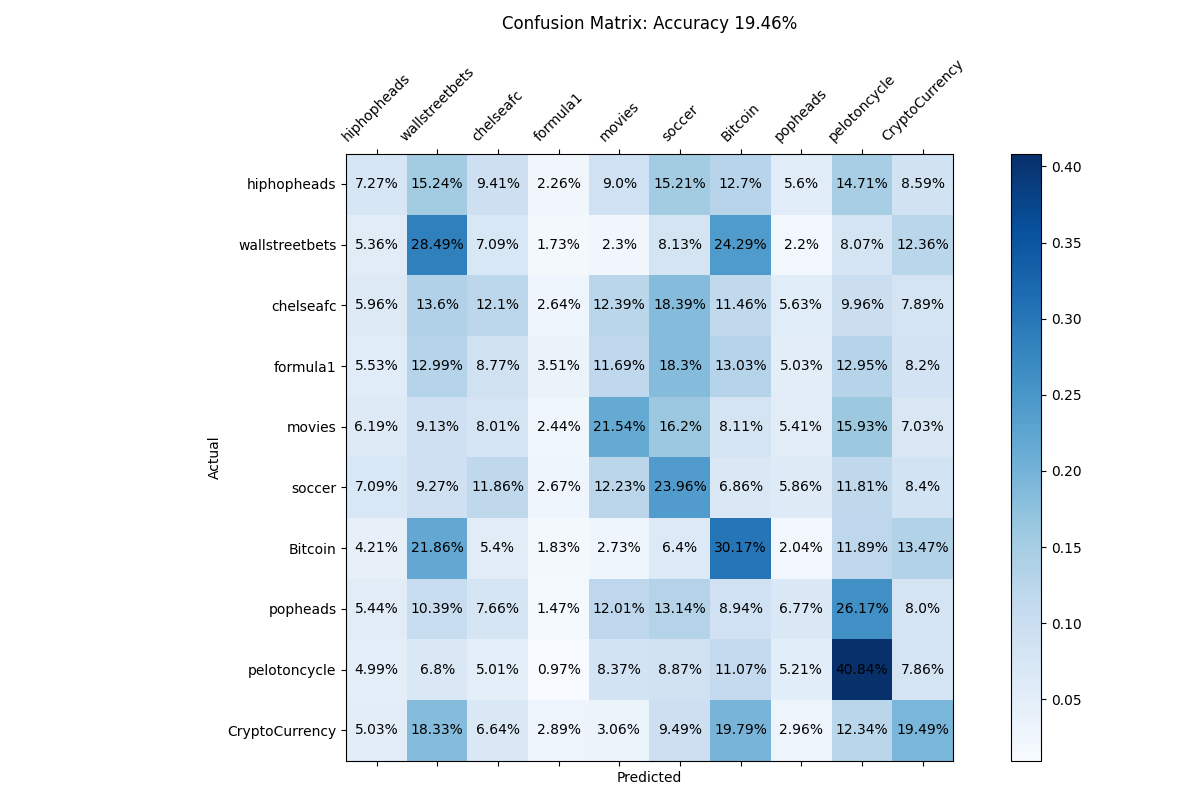 Confusion Matrix: Accuracy 19.46%
hiphopheads wallstreetbets chelseafc formula1 movies soccer Bitcoin popheads pelotoncycle CryptoCurrency
hiphopheads 7.27% 15.24% 9.41% 2.26% 9.0% 15.21% 12.7% 5.6% 14.71% 8.59%
wallstreetbets 5.36% 28.49% 7.09% 1.73% 2.3% 8.13% 24.29% 2.2% 8.07% 12.36%
chelseafc 5.96% 13.6% 12.1% 2.64% 12.39% 18.39% 11.46% 5.63% 9.96% 7.89%
formula1 5.53% 12.99% 8.77% 3.51% 11.69% 18.3% 13.03% 5.03% 12.95% 8.2%
movies 6.19% 9.13% 8.01% 2.44% 21.54% 16.2% 8.11% 5.41% 15.93% 7.03%
soccer 7.09% 9.27% 11.86% 2.67% 12.23% 23.96% 6.86% 5.86% 11.81% 8.4%
Bitcoin 4.21% 21.86% 5.4% 1.83% 2.73% 6.4% 30.17% 2.04% 11.89% 13.47%
popheads 5.44% 10.39% 7.66% 1.47% 12.01% 13.14% 8.94% 6.77% 26.17% 8.0%
pelotoncycle 4.99% 6.8% 5.01% 0.97% 8.37% 8.87% 11.07% 5.21% 40.84% 7.86%
CryptoCurrency 5.03% 18.33% 6.64% 2.89% 3.06% 9.49% 19.79% 2.96% 12.34% 19.49%
Actual
Predicted
0.40
0.35
0.30
0.25
0.20
0.15
0.10
0.05